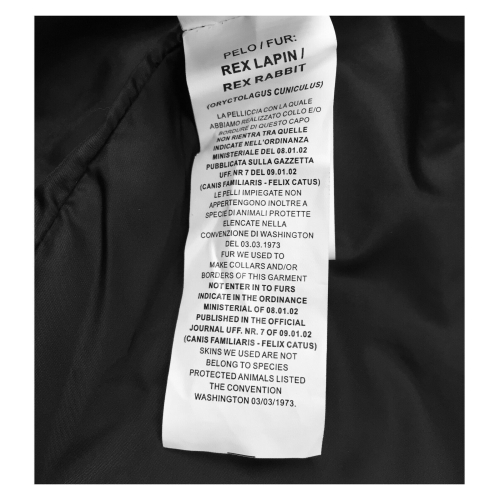 PELO / FUR:
REX LAPIN /
REX RABBIT
(ORYCTOLAGUS CUNICULUS)
LA PELLICCIA CON LA QUALE
ABBIAMO REALIZZATO COLLO E/O
BORDURE DI QUESTO CAPO
NON RIENTRA TRA QUELLE
INDICATE NELL'ORDINANZA
MINISTERIALE DEL 08.01.02
PUBBLICATA SULLA GAZZETTA
UFF. NR 7 DEL 09.01.02
(CANIS FAMILIARIS - FELIX CATUS)
LE PELLI IMPIEGATE NON
APPERTENGONO INOLTRE A
SPECIE DI ANIMALI PROTETTE
ELENCATE NELLA
CONVENZIONE DI WASHINGTON
DEL 03.03.1973
FUR WE USED TO
MAKE COLLARS AND/OR
BORDERS OF THIS GARMENT
NOT ENTER IN TO FURS
INDICATE IN THE ORDINANCE
MINISTERIAL OF 08.01.02
PUBLISHED IN THE OFFICIAL
JOURNAL UFF. NR. 7 OF 09.01.02
(CANIS FAMILIARIS - FELIX CATUS)
SKINS WE USED ARE NOT
BELONG TO SPECIES
PROTECTED ANIMALS LISTED
THE CONVENTION
WASHINGTON 03/03/1973.